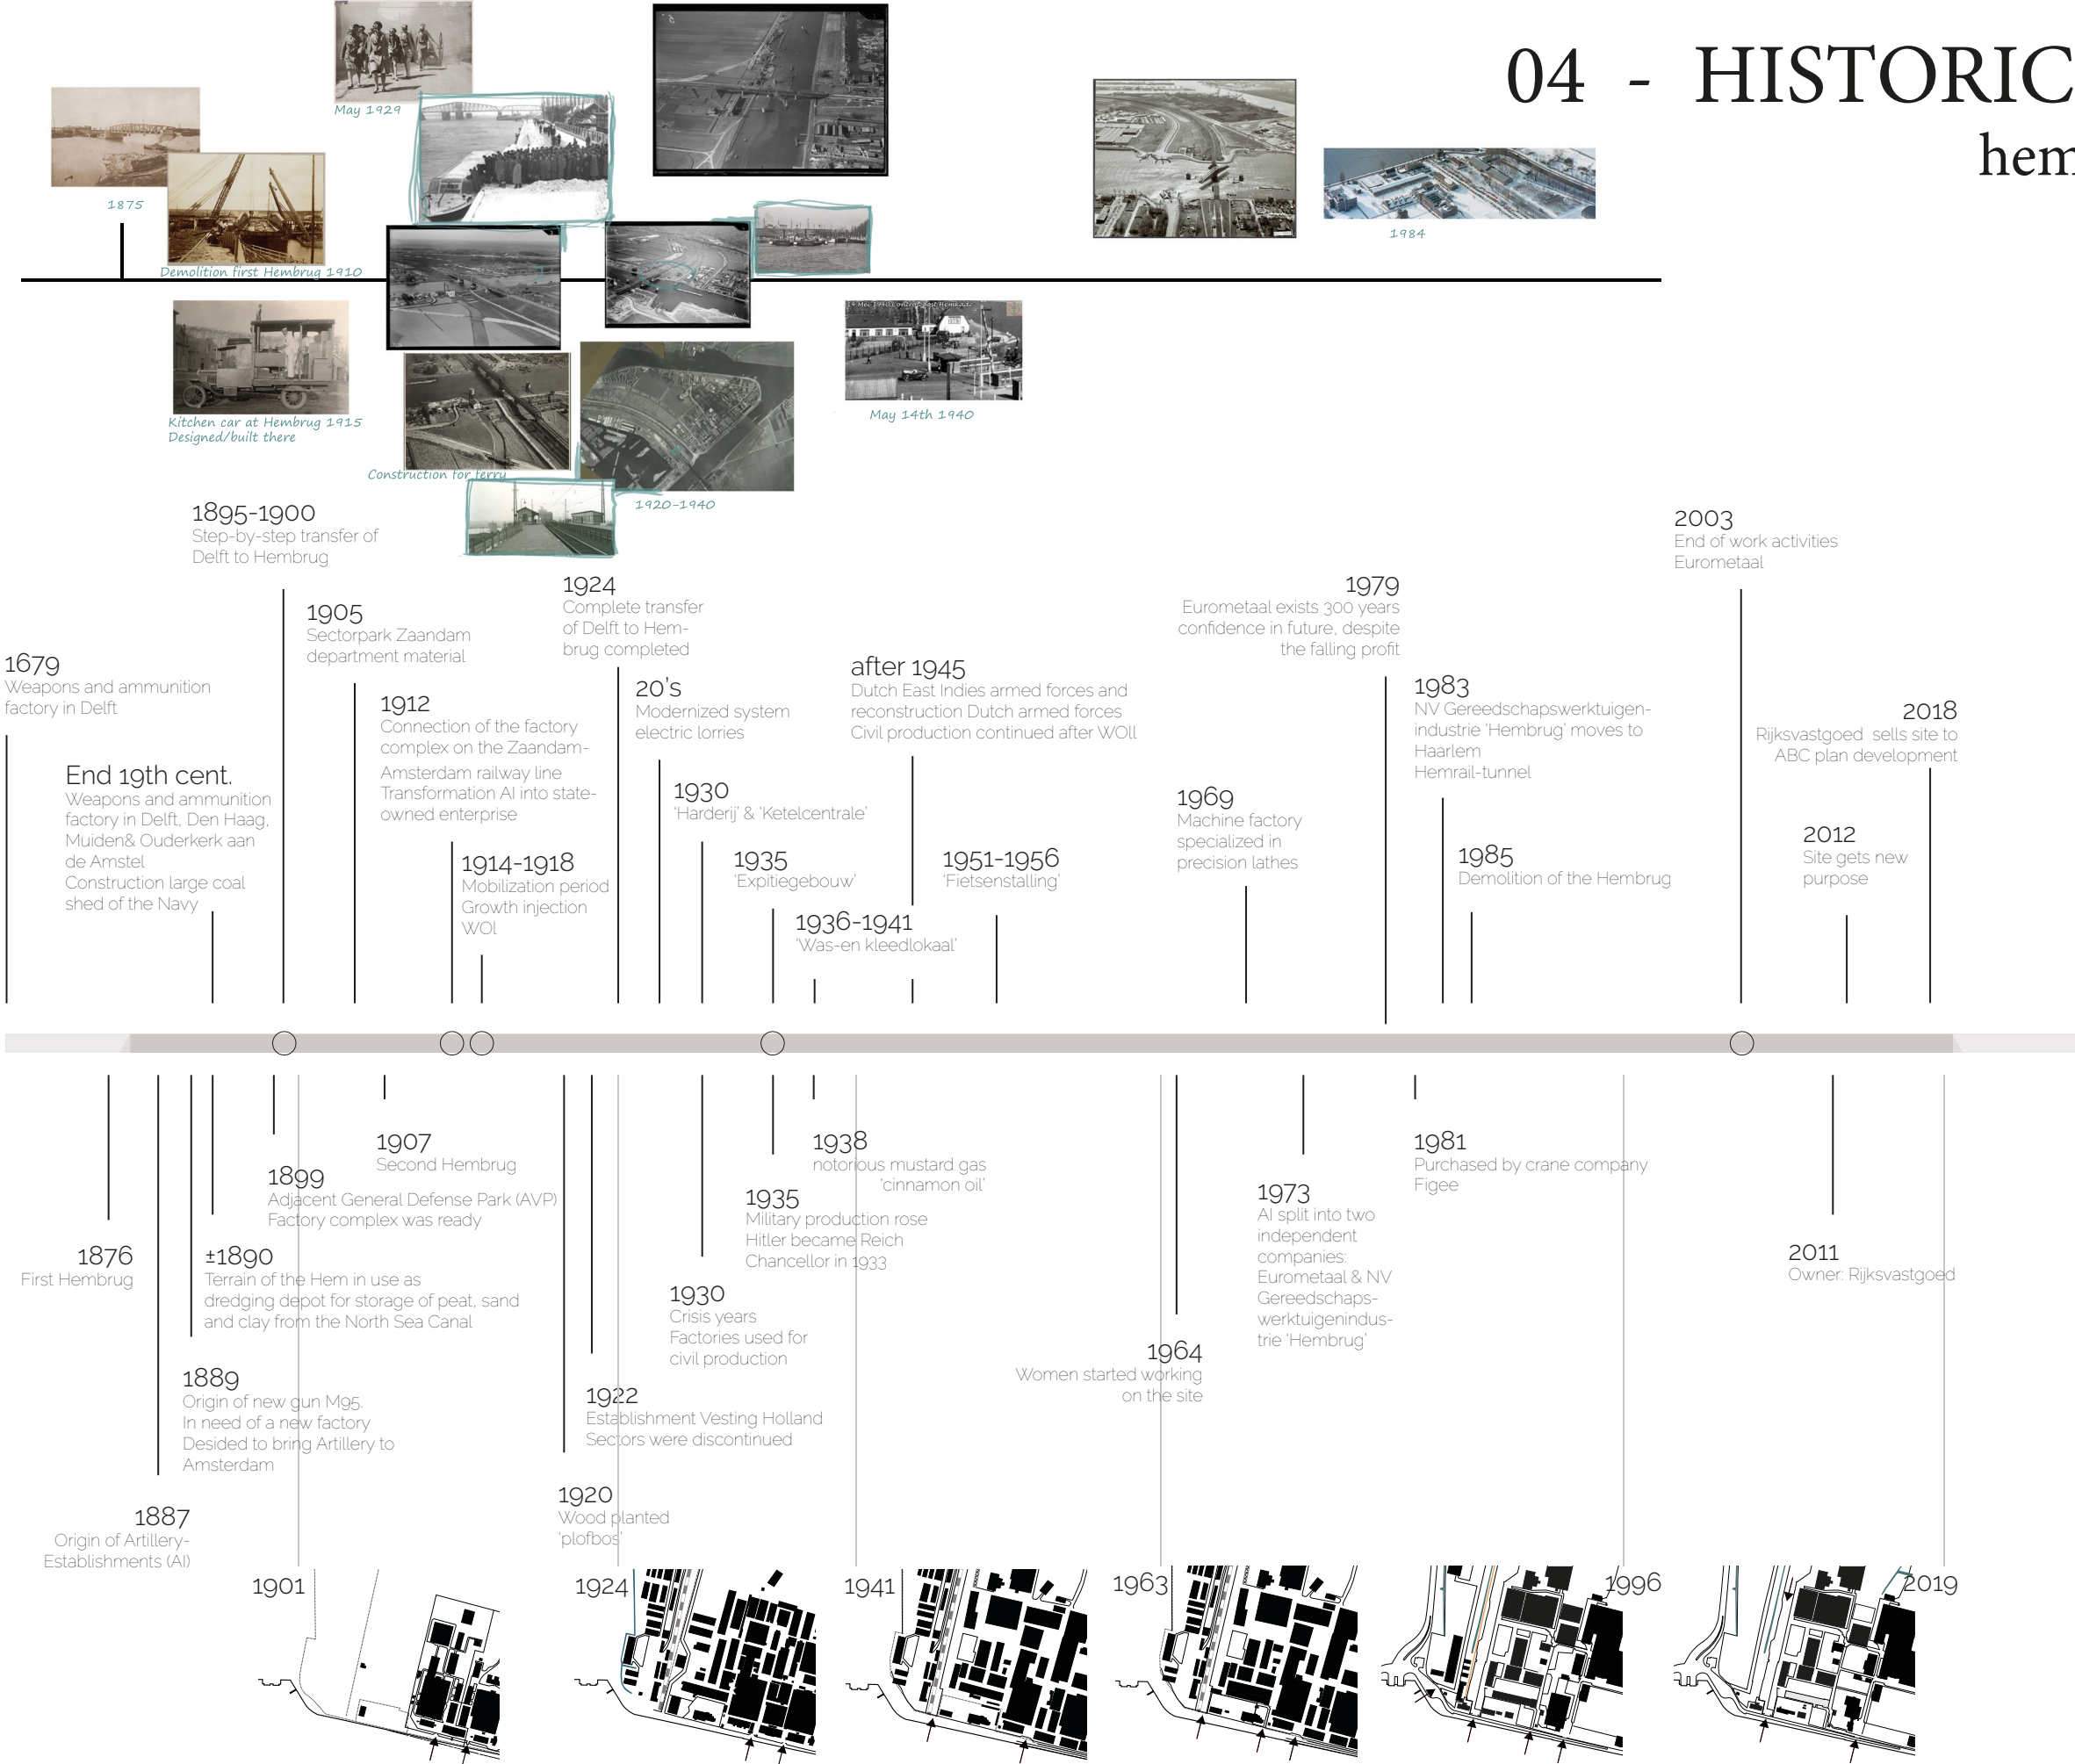 04 - HISTORIC
hem
May 1929
1875
1984
Demolition first Hembrug 1910
Kitchen car at Hembrug 1915
Designed/built there
May 14th 1940
Construction for ferry
1920-1940
1895-1900
Step-by-step transfer of
Delft to Hembrug
2003
End of work activities
Eurometaal
1924
Complete transfer
of Delft to Hem-
brug completed
1979
Eurometaal exists 300 years
confidence in future, despite
the falling profit
1905
Sectorpark Zaandam
department material
1679
Weapons and ammunition
factory in Delft
after 1945
Dutch East Indies armed forces and
reconstruction Dutch armed forces
Civil production continued after WOll
20's
Modernized system
electric lorries
1983
NV Gereedschapswerktuigen-
industrie 'Hembrug' moves to
Haarlem
Hemrail-tunnel
1912
Connection of the factory
complex on the Zaandam-
Amsterdam railway line
Transformation AI into state-
owned enterprise
2018
Rijksvastgoed sells site to
ABC plan development
End 19th cent.
Weapons and ammunition
factory in Delft, Den Haag,
Muiden& Ouderkerk aan
de Amstel
Construction large coal
shed of the Navy
1930
'Harderij' & 'Ketelcentrale'
1969
Machine factory
specialized in
precision lathes
2012
Site gets new
purpose
1914-1918
Mobilization period
Growth injection
WOl
1935
'Expitiegebouw'
1951-1956
'Fietsenstalling'
1985
Demolition of the Hembrug
1936-1941
'Was-en kleedlokaal'
1907
Second Hembrug
1938
notorious mustard gas
'cinnamon oil'
1981
Purchased by crane company
Figee
1899
Adjacent General Defense Park (AVP)
Factory complex was ready
1935
Military production rose
Hitler became Reich
Chancellor in 1933
1973
AI split into two
independent
companies:
Eurometaal & NV
Gereedschaps-
werktuigenindus-
trie 'Hembrug'
1876
First Hembrug
±1890
Terrain of the Hem in use as
dredging depot for storage of peat, sand
and clay from the North Sea Canal
2011
Owner: Rijksvastgoed
1930
Crisis years
Factories used for
civil production
1964
Women started working
on the site
1889
Origin of new gun M95.
In need of a new factory
Desided to bring Artillery to
Amsterdam
1922
Establishment Vesting Holland
Sectors were discontinued
1920
Wood planted
'plofbos'
1887
Origin of Artillery-
Establishments (AI)
1901
1924
1941
1963
1996
2019